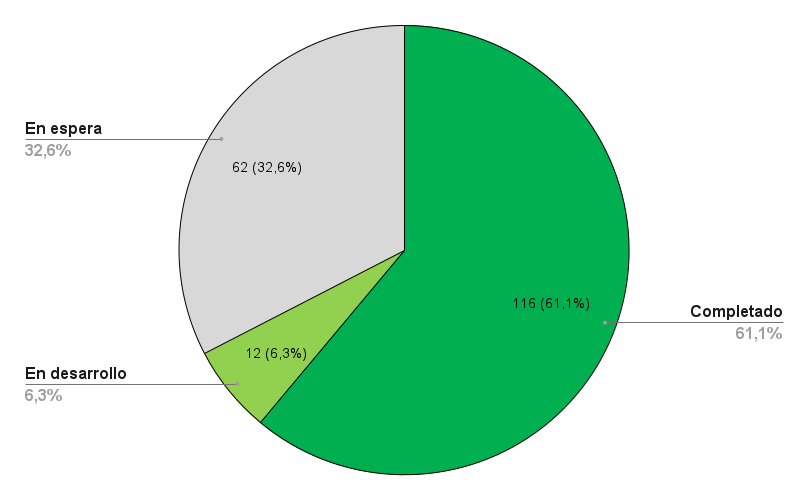 En espera
32,6%
62 (32,6%)
116 (61,1%)
Completado
61,1%
12 (6,3%)
En desarrollo
6,3%